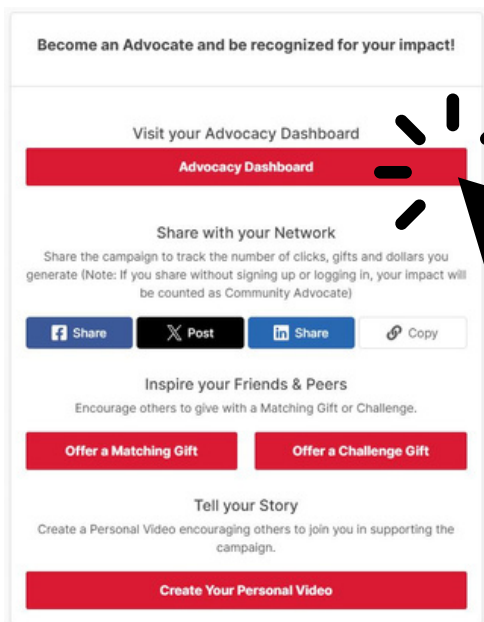 Become an Advocate and be recognized for your impact!
Visit your Advocacy Dashboard
Advocacy Dashboard
Share with your Network
Share the campaign to track the number of clicks, gifts and dollars you
generate (Note: If you share without signing up or logging in, your impact will
be counted as Community Advocate)
Share Post Share Copy
Inspire your Friends & Peers
Encourage others to give with a Matching Gift or Challenge.
Offer a Matching Gift Offer a Challenge Gift
Tell your Story
Create a Personal Video encouraging others to join you in supporting the
campaign.
Create Your Personal Video